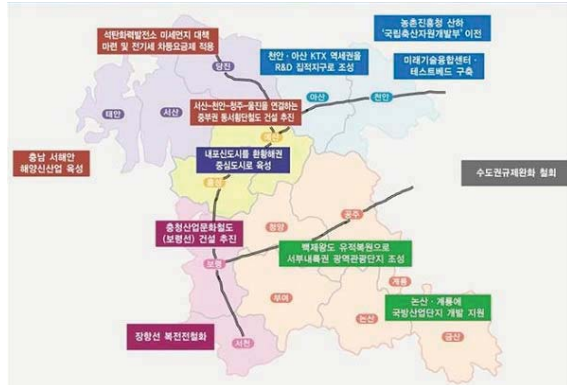 석탄화력발전소 미세먼지 대책
마련 및 전기세 차등요금제 적용
농촌진흥청 산하
'국립축산자원개발부' 이전
천안·아산 KTX 역세권을
R&D 집적지구로 조성
미래기술융합센터·
테스트베드 구축
당진
아산
천안
태안
서산
서산-천안-청주-울진을 연결하는
중부권 동서횡단철도 건설 추진
예산
충남 서해안
해양신산업 육성
내포신도시를 환황해권
중심도시로 육성
홍성
수도권규제완화 철회
충청산업문화철도
(보령선) 건설 추진
청양
공주
백제왕도 유적복원으로
서부내륙권 광역관광단지 조성
보령
계룡
부여
논산·계룡에
국방산업단지 개발 지원
논산
금산
장항선 복전전철화
서천